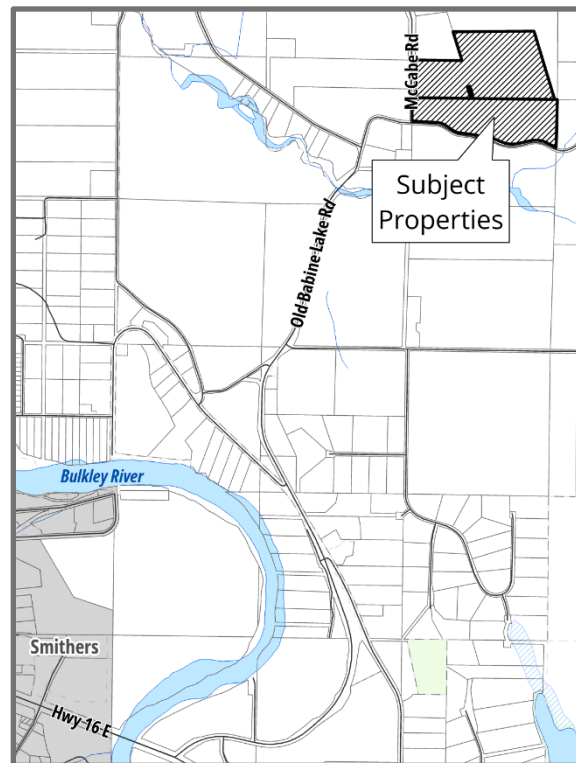 McCabe Rd
Subject
Properties
Old Babine Lake Rd
Bulkley River
Smithers
Hwy 16 E